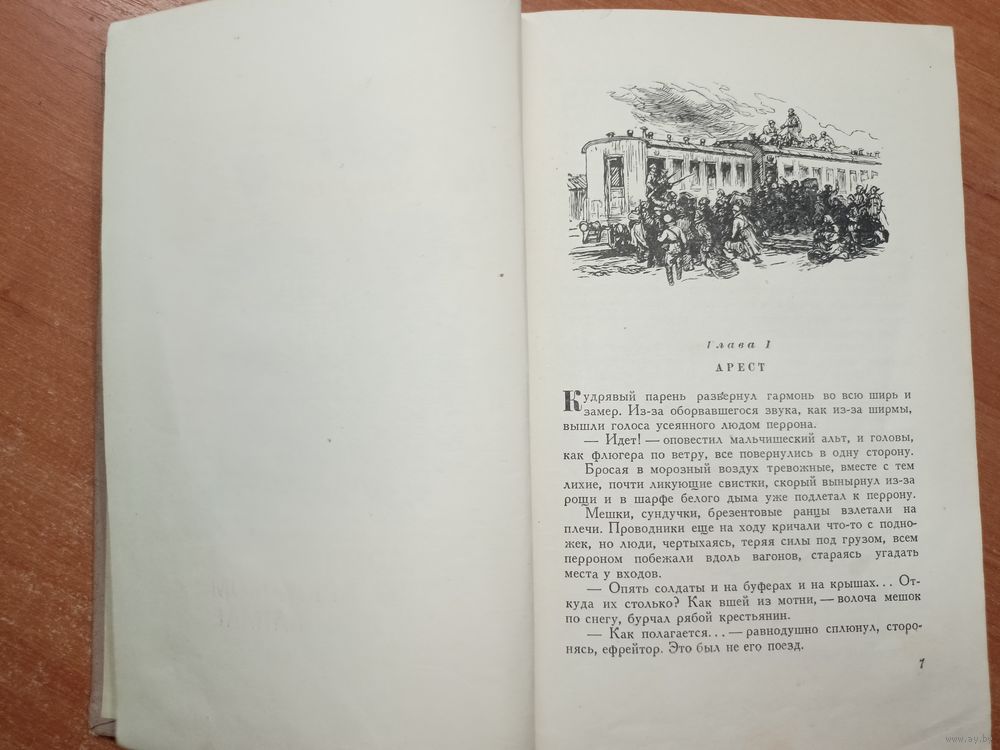 Глава I
АРЕСТ
Кудрявый парень развернул гармонь во всю ширь и
замер. Из-за оборвавшегося звука, как из-за ширмы,
вышли голоса усеянного людом перрона.
— Идет! — оповестил мальчишеский альт, и головы,
как флюгера по ветру, все повернулись в одну сторону.
Бросая в морозный воздух тревожные, вместе с тем
лихие, почти ликующие свистки, скорый вынырнул из-за
рощи и в шарфе белого дыма уже подлетал к перрону.
Мешки, сундучки, брезентовые ранцы взлетали на
плечи. Проводники еще на ходу кричали что-то с подно-
жек, но люди, чертыхаясь, теряя силы под грузом, всем
перроном побежали вдоль вагонов, стараясь угадать
места у входов.
— Опять солдаты и на буферах и на крышах... От-
куда их столько? Как вшей из мотни, — волоча мешок
по снегу, бурчал рябой крестьянин.
— Как полагается... — равнодушно сплюнул, сторо-
нясь, ефрейтор. Это был не его поезд.
7
www.ay.by